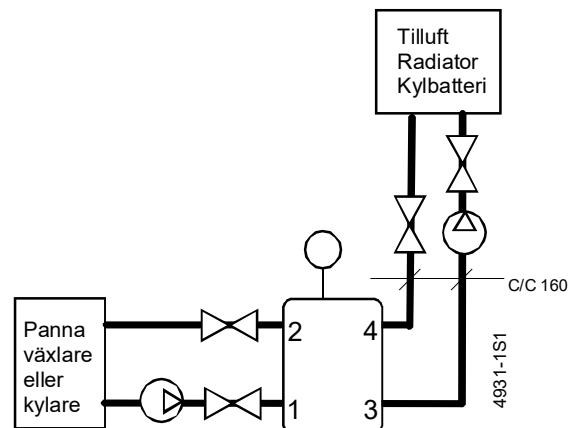 Tilluft
Radiator
Kylbatteri
C/C 160
Panna
växlare
eller
kylare
2
4
1
3
4931-1S1